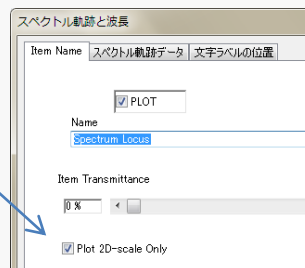 スペクトル軌跡と波長
Item Name スペクトル軌跡データ 文字ラベルの位置
PLOT
Name
Spectrum Locus
Item Transmittance
0 %
Plot 2D-scale Only